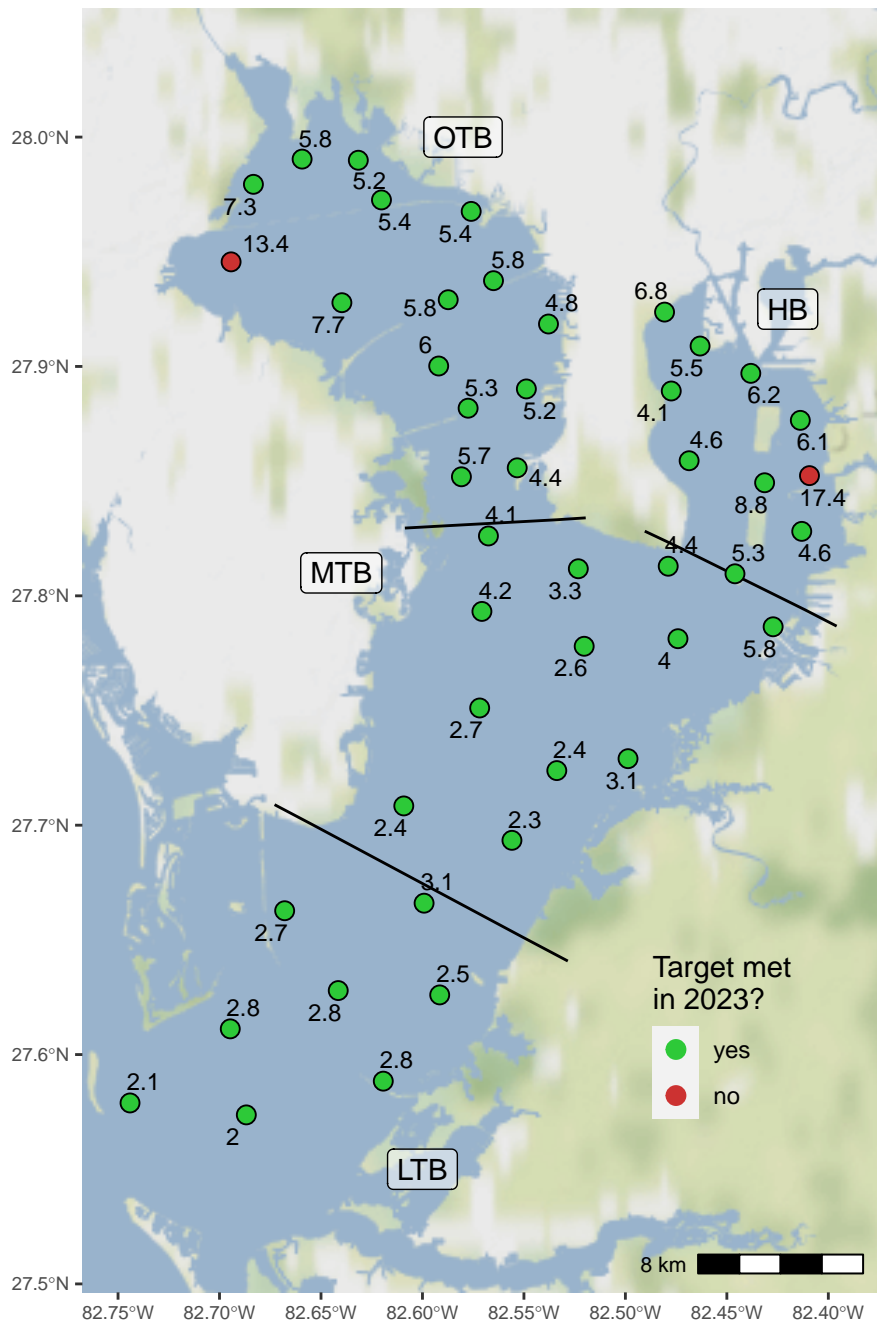 28.0°N
27.9°N
27.8°N
27.7°N
27.6°N
27.5°N
OTB
5.8
5.2
7.3
5.4
5.4
13.4
5.8
7.7
5.8
4.8
6
5.3
5.2
5.7
4.4
HB
6.8
5.5
6.2
4.1
6.1
4.6
8.8
17.4
4.6
5.3
MTB
4.1
3.3
4.4
4.2
2.6
4
5.8
2.7
2.4
3.1
2.4
2.3
3.1
2.7
2.5
2.8
2.8
2.8
2.1
2
LTB
Target met
in 2023?
yes
no
8 km
82.75°W
82.70°W
82.65°W
82.60°W
82.55°W
82.50°W
82.45°W
82.40°W